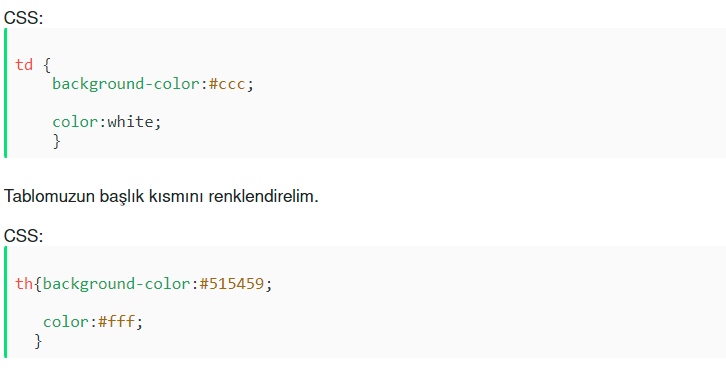 CSS:
td {
background-color:#ccc;
color:white;
}
Tablomuzun başlık kısmını renklendirelim.
CSS:
th{background-color:#515459;
color:#fff;
}